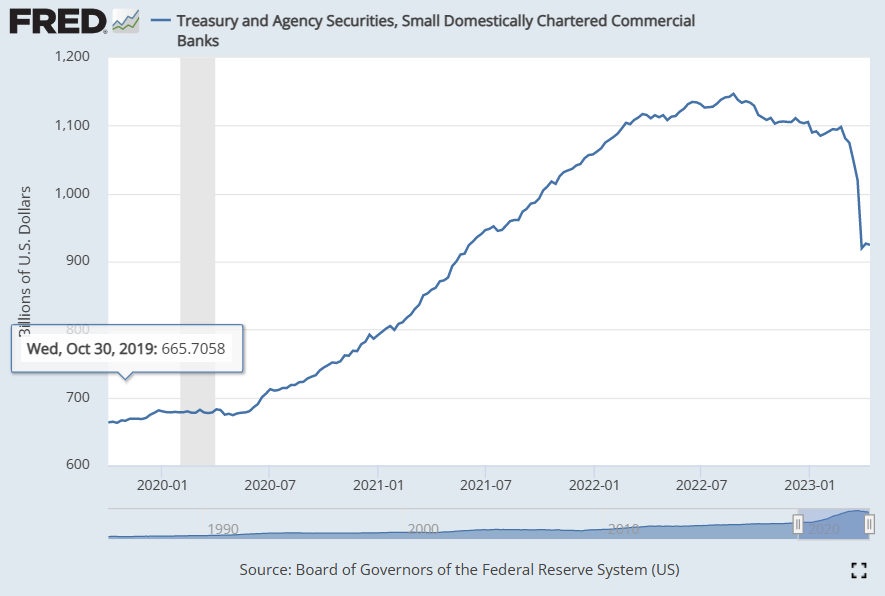 FRED
Treasury and Agency Securities, Small Domestically Chartered Commercial
Banks
1,200
1,100
1,000
900
800
700
600
Billions of U.S. Dollars
Wed, Oct 30, 2019: 665.7058
2020-01 2020-07 2021-01 2021-07 2022-01 2022-07 2023-01
1990 2000 2010 2020
Source: Board of Governors of the Federal Reserve System (US)